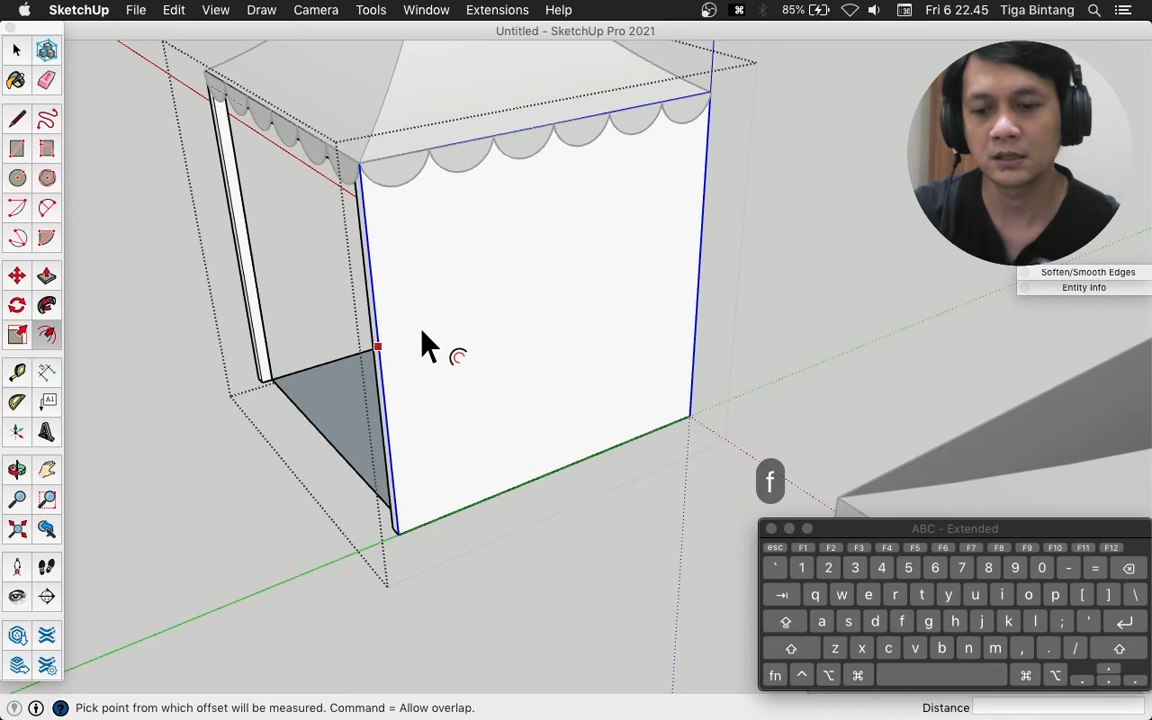 SketchUp File Edit View Draw Camera Tools Window Extensions Help 85% Fri 6 22.45 Tiga Bintang
Untitled - SketchUp Pro 2021
Soften/Smooth Edges
Entity Info
A1
f
ABC - Extended
esc F1 F2 F3 F4 F5 F6 F7 F8 F9 F10 F11 F12
` 1 2 3 4 5 6 7 8 9 0 - =
q w e r t y u i o p [ ] \
a s d f g h j k l ; '
z x c v b n m , . /
fn
Pick point from which offset will be measured. Command = Allow overlap.
Distance